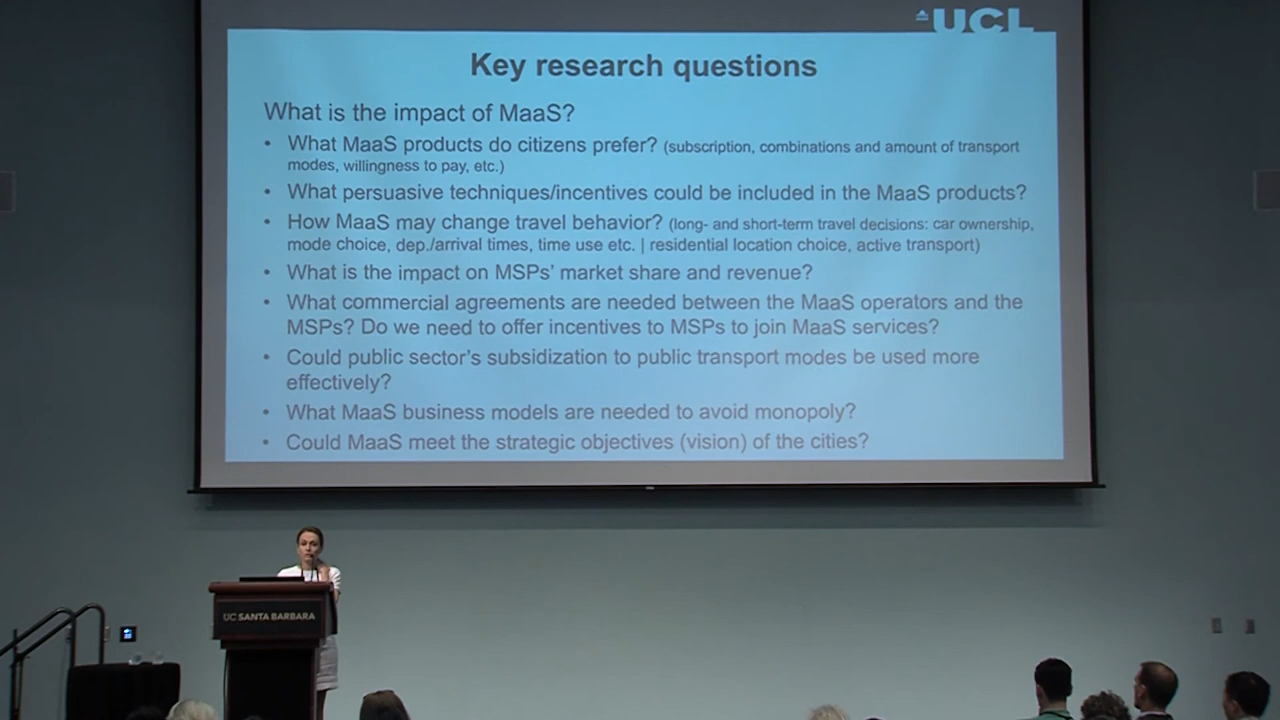 UCL
Key research questions
What is the impact of MaaS?
• What MaaS products do citizens prefer? (subscription, combinations and amount of transport
modes, willingness to pay, etc.)
• What persuasive techniques/incentives could be included in the MaaS products?
• How MaaS may change travel behavior? (long- and short-term travel decisions: car ownership,
mode choice, dep./arrival times, time use etc. | residential location choice, active transport)
• What is the impact on MSPs' market share and revenue?
• What commercial agreements are needed between the MaaS operators and the
MSPs? Do we need to offer incentives to MSPs to join MaaS services?
• Could public sector's subsidization to public transport modes be used more
effectively?
• What MaaS business models are needed to avoid monopoly?
• Could MaaS meet the strategic objectives (vision) of the cities?
UC SANTA BARBARA